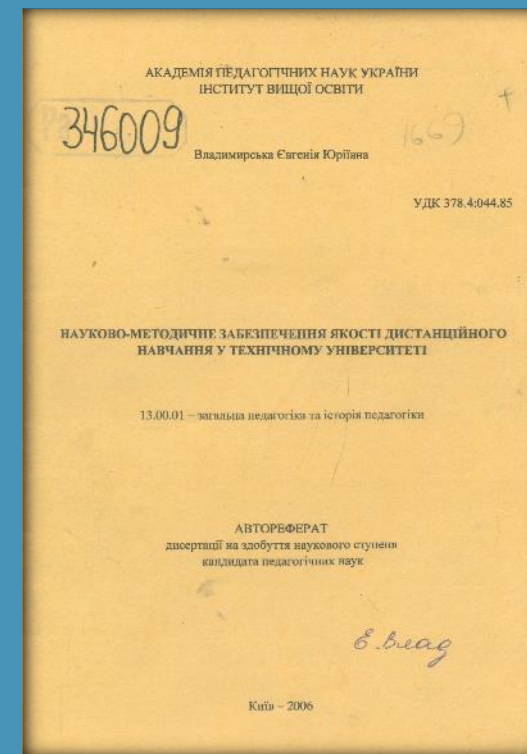 АКАДЕМІЯ ПЕДАГОГІЧНИХ НАУК УКРАЇНИ
ІНСТИТУТ ВИЩОЇ ОСВІТИ
346009
1669
Владимирська Євгенія Юріївна
УДК 378.4:044.85
НАУКОВО-МЕТОДИЧНЕ ЗАБЕЗПЕЧЕННЯ ЯКОСТІ ДИСТАНЦІЙНОГО
НАВЧАННЯ У ТЕХНІЧНОМУ УНІВЕРСИТЕТІ
13.00.01 – загальна педагогіка та історія педагогіки
АВТОРЕФЕРАТ
дисертації на здобуття наукового ступеня
кандидата педагогічних наук
Є.Влад
Київ – 2006